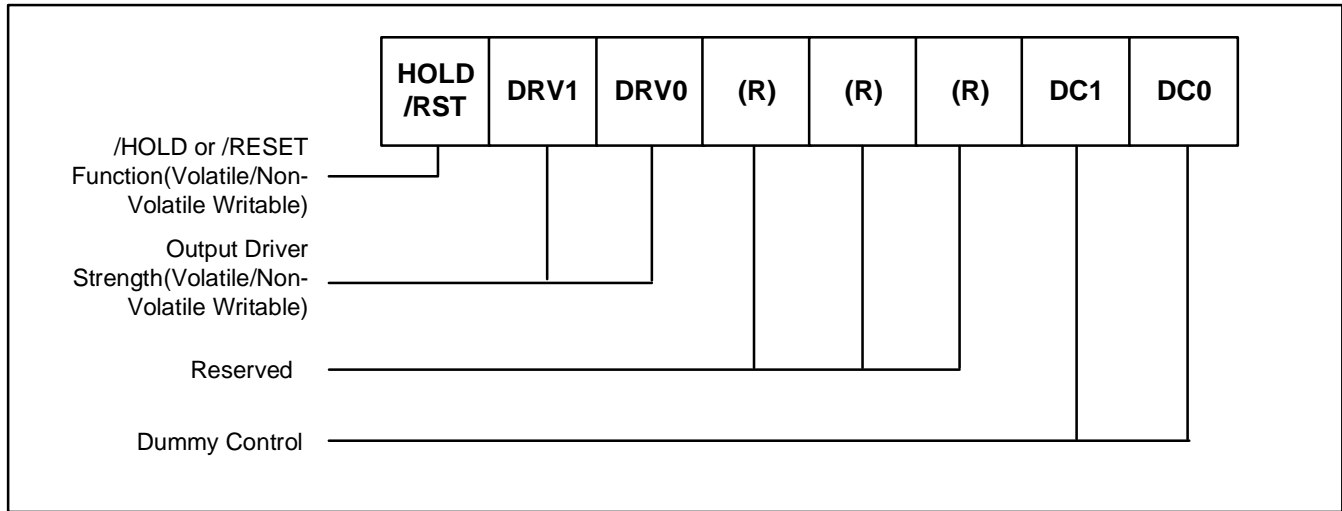 HOLD
/RST
DRV1
DRV0
(R)
(R)
(R)
DC1
DC0
/HOLD or /RESET
Function(Volatile/Non-
Volatile Writable)
Output Driver
Strength(Volatile/Non-
Volatile Writable)
Reserved
Dummy Control